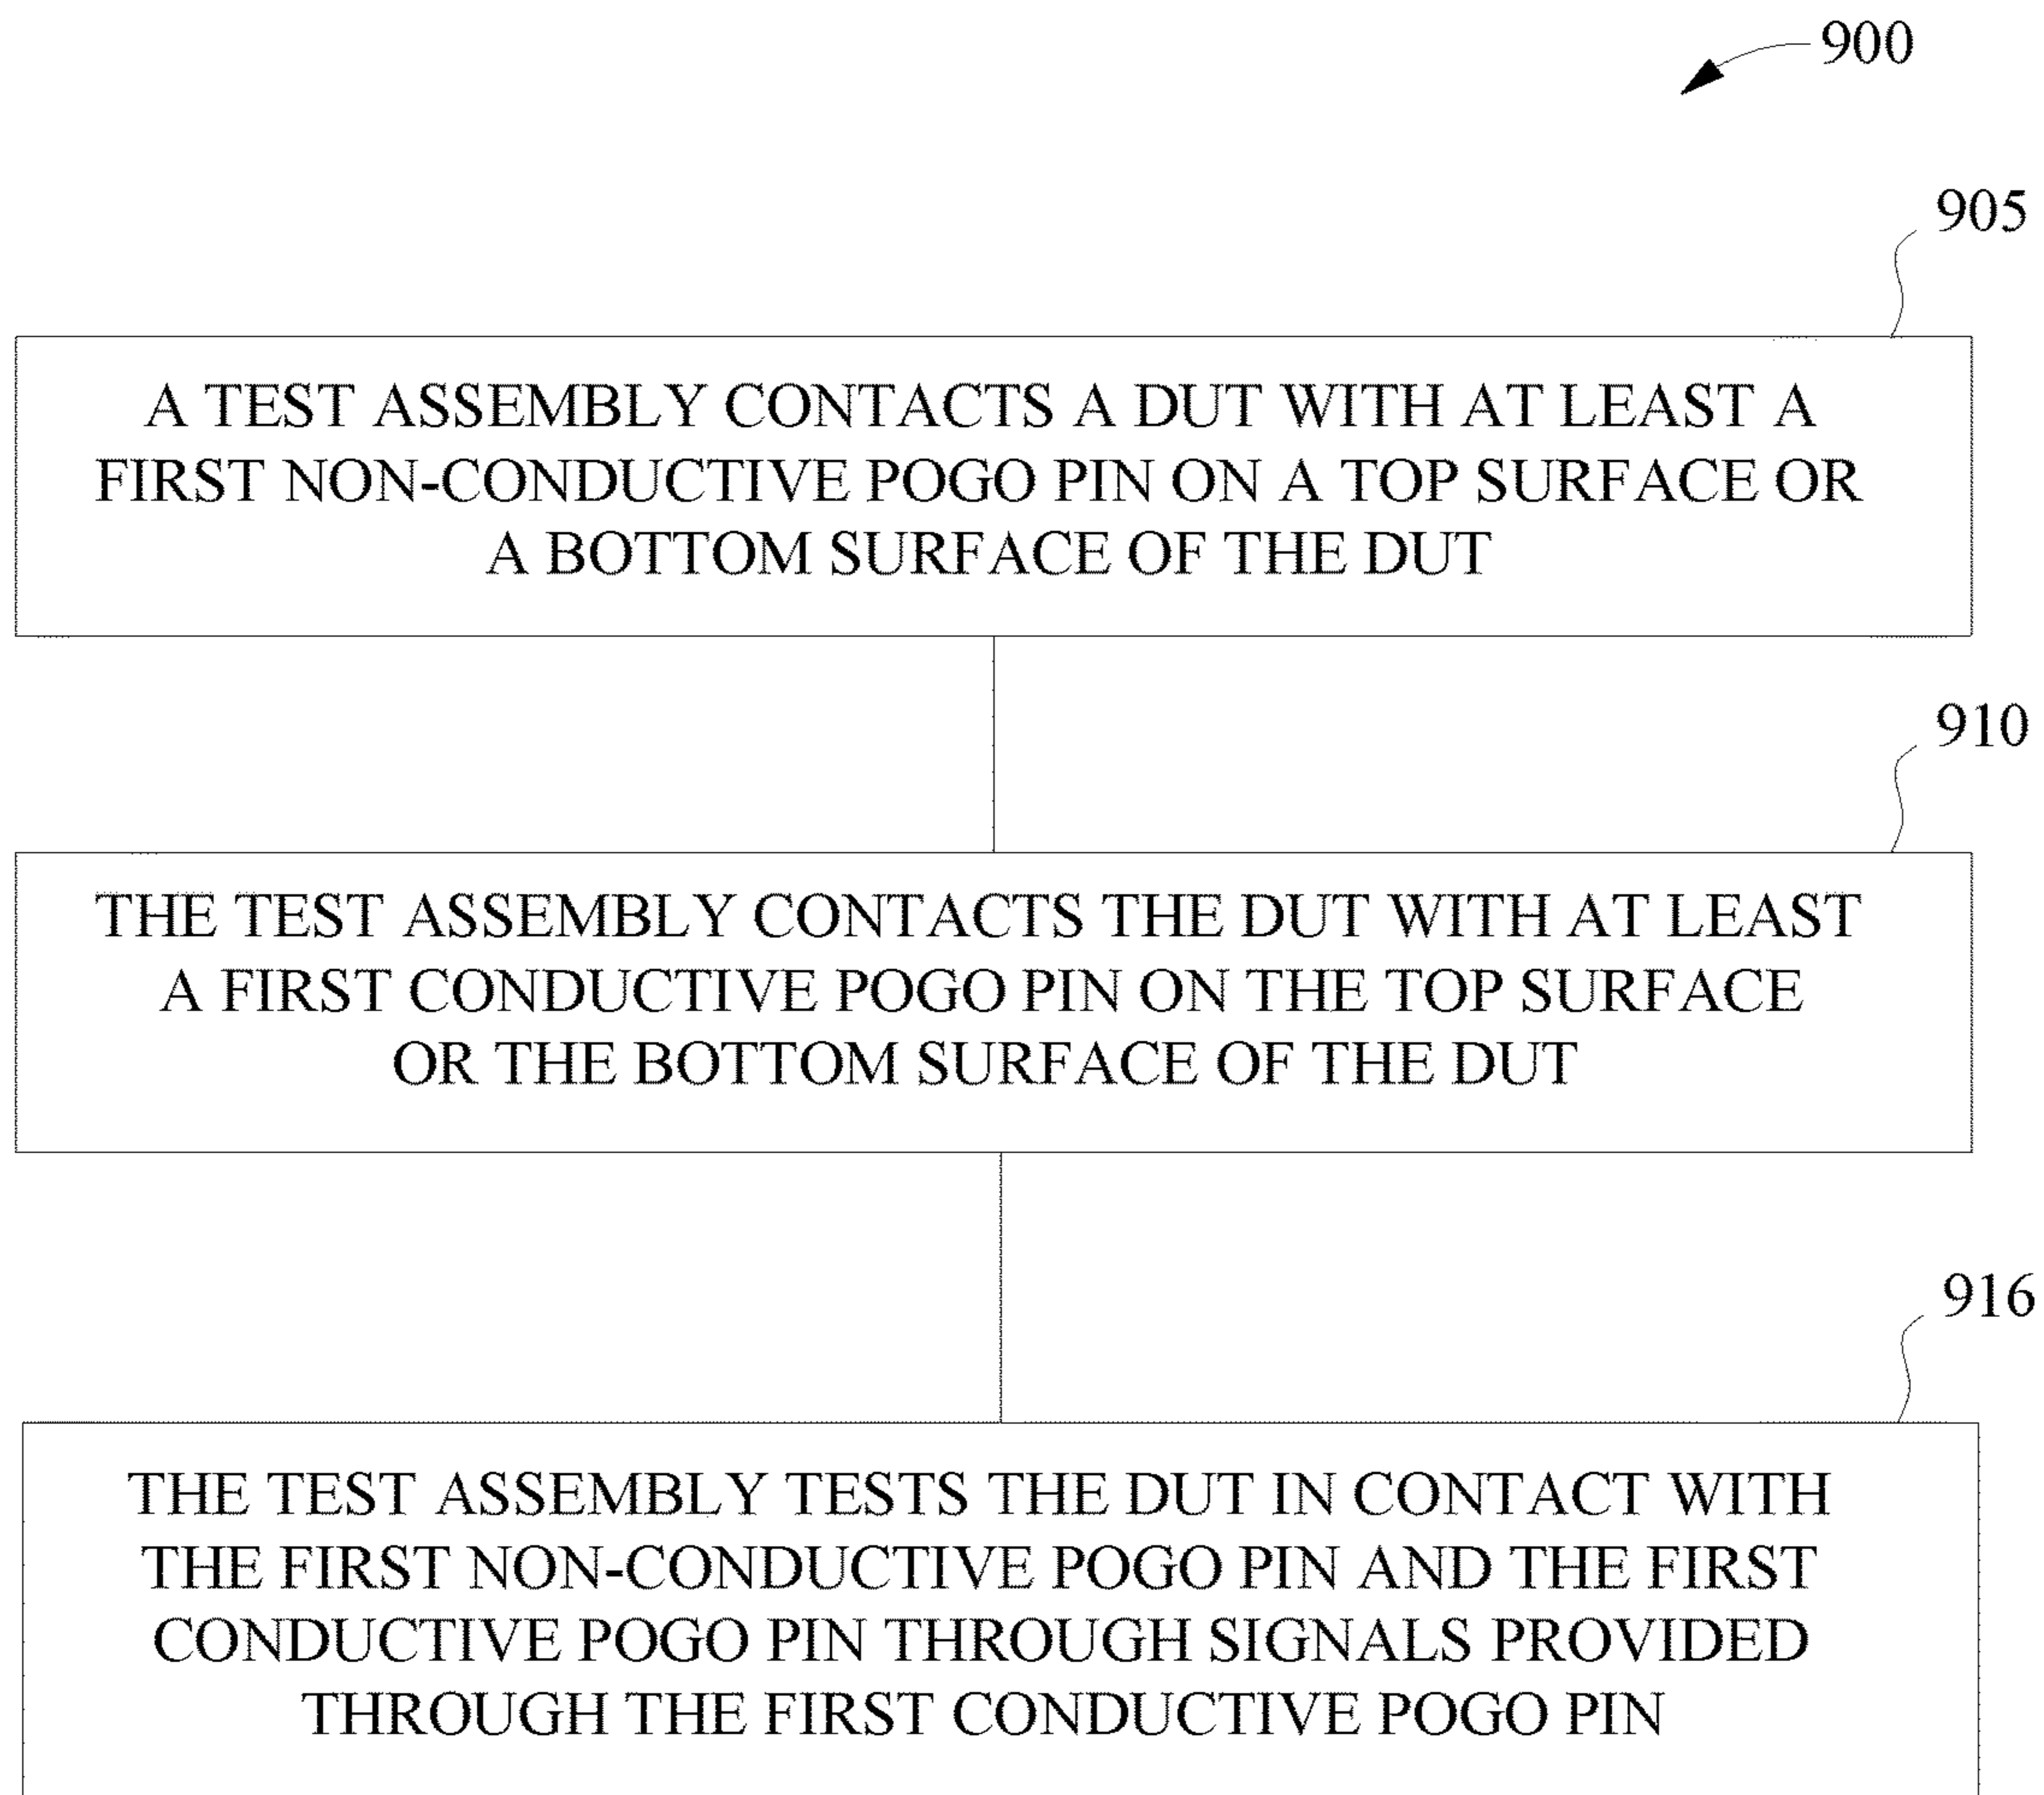 900
905
A TEST ASSEMBLY CONTACTS A DUT WITH AT LEAST A
FIRST NON-CONDUCTIVE POGO PIN ON A TOP SURFACE OR
A BOTTOM SURFACE OF THE DUT
910
THE TEST ASSEMBLY CONTACTS THE DUT WITH AT LEAST
A FIRST CONDUCTIVE POGO PIN ON THE TOP SURFACE
OR THE BOTTOM SURFACE OF THE DUT
916
THE TEST ASSEMBLY TESTS THE DUT IN CONTACT WITH
THE FIRST NON-CONDUCTIVE POGO PIN AND THE FIRST
CONDUCTIVE POGO PIN THROUGH SIGNALS PROVIDED
THROUGH THE FIRST CONDUCTIVE POGO PIN